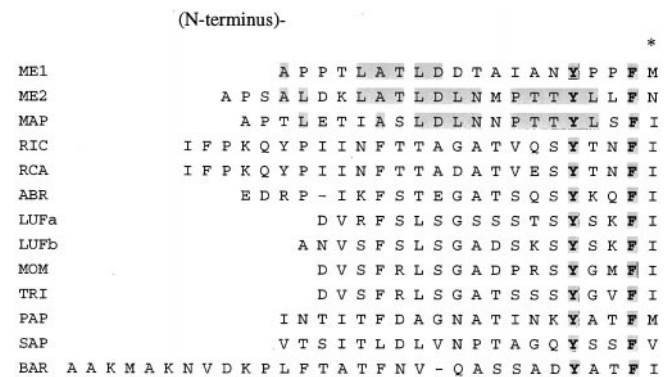 (N-terminus)-
*
ME1 A P P T L A T L D D T A I A N Y P P F M
ME2 A P S A L D K L A T L D L N M P T T Y L L F N
MAP A P T L E T I A S L D L N N P T T Y L S F I
RIC I F P K Q Y P I I N F T T A G A T V Q S Y T N F I
RCA I F P K Q Y P I I N F T T A D A T V E S Y T N F I
ABR E D R P - I K F S T E G A T S Q S Y K Q F I
LUFa D V R F S L S G S S S T S Y S K F I
LUFb A N V S F S L S G A D S K S Y S K F I
MOM D V S F R L S G A D P R S Y G M F I
TRI D V S F R L S G A T S S S Y G V F I
PAP I N T I T F D A G N A T I N K Y A T F M
SAP V T S I T L D L V N P T A G Q Y S S F V
BAR A A K M A K N V D K P L F T A T F N V - Q A S S A D Y A T F I